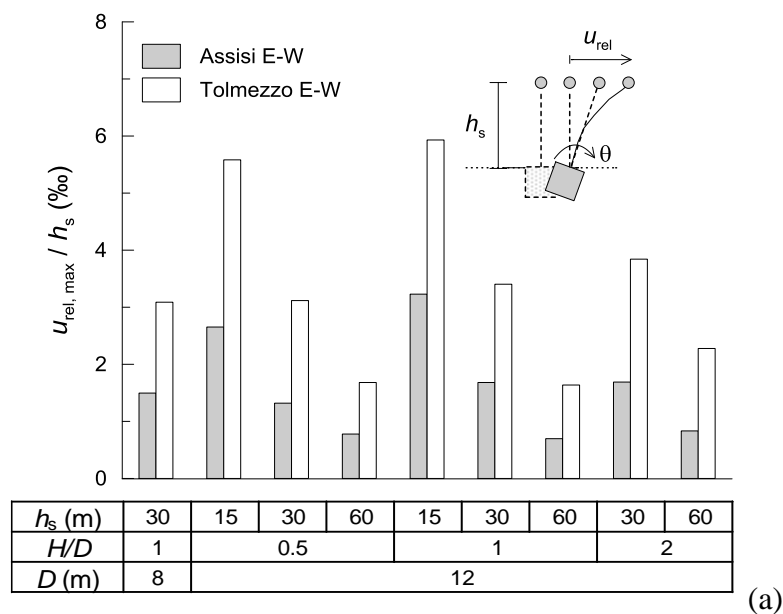 8
6
4
2
0
u_rel, max / h_s (‰)
Assisi E-W
Tolmezzo E-W
u_rel
h_s
θ
h_s (m) 30 15 30 60 15 30 60 30 60
H/D 1 0.5 1 2
D (m) 8 12
(a)